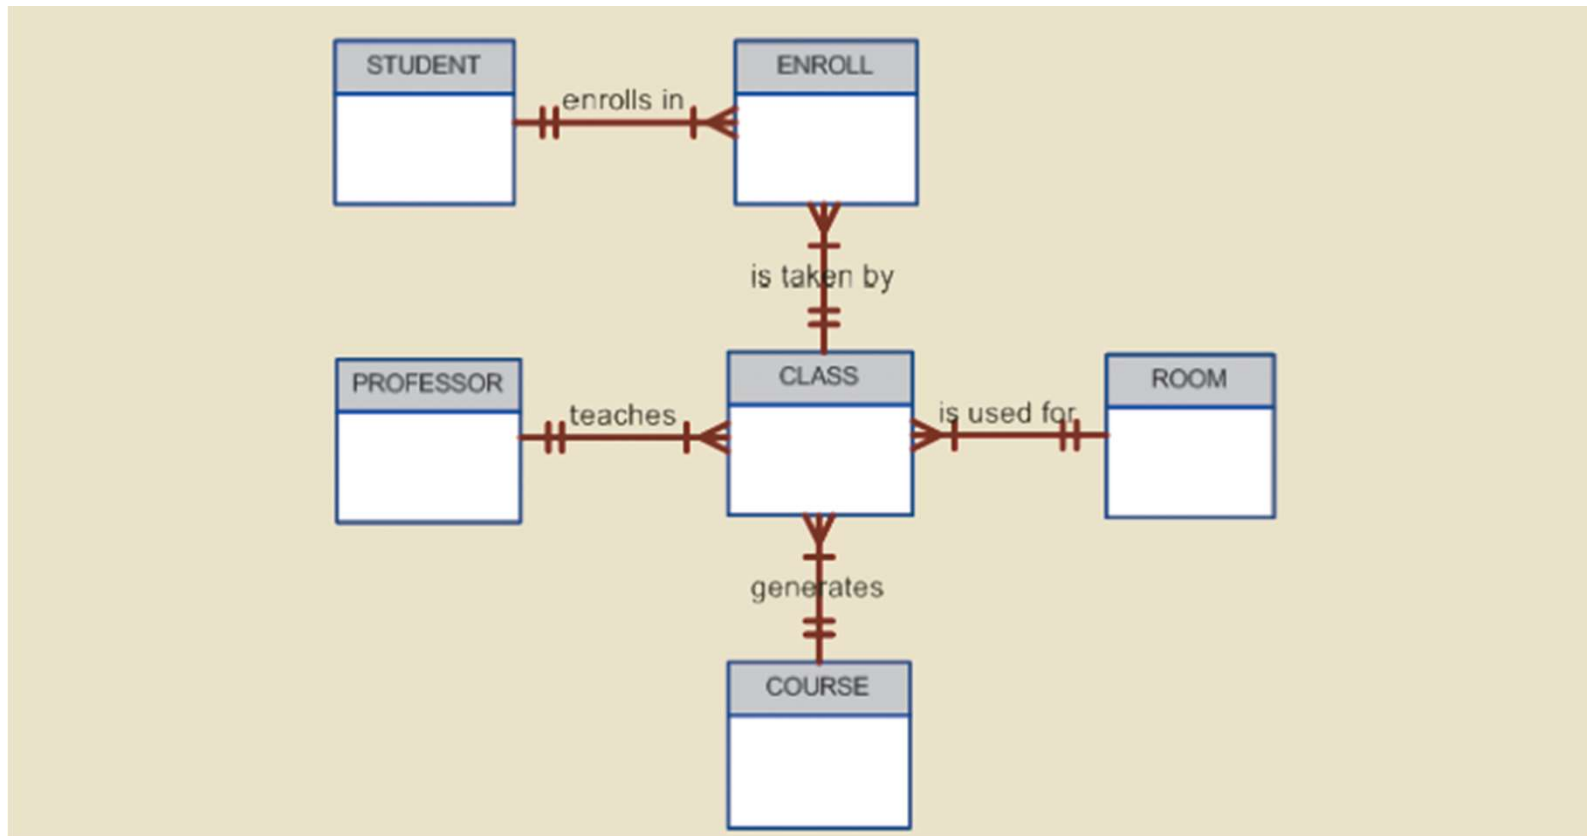 STUDENT
ENROLL
enrolls in
is taken by
PROFESSOR
teaches
CLASS
is used for
ROOM
generates
COURSE